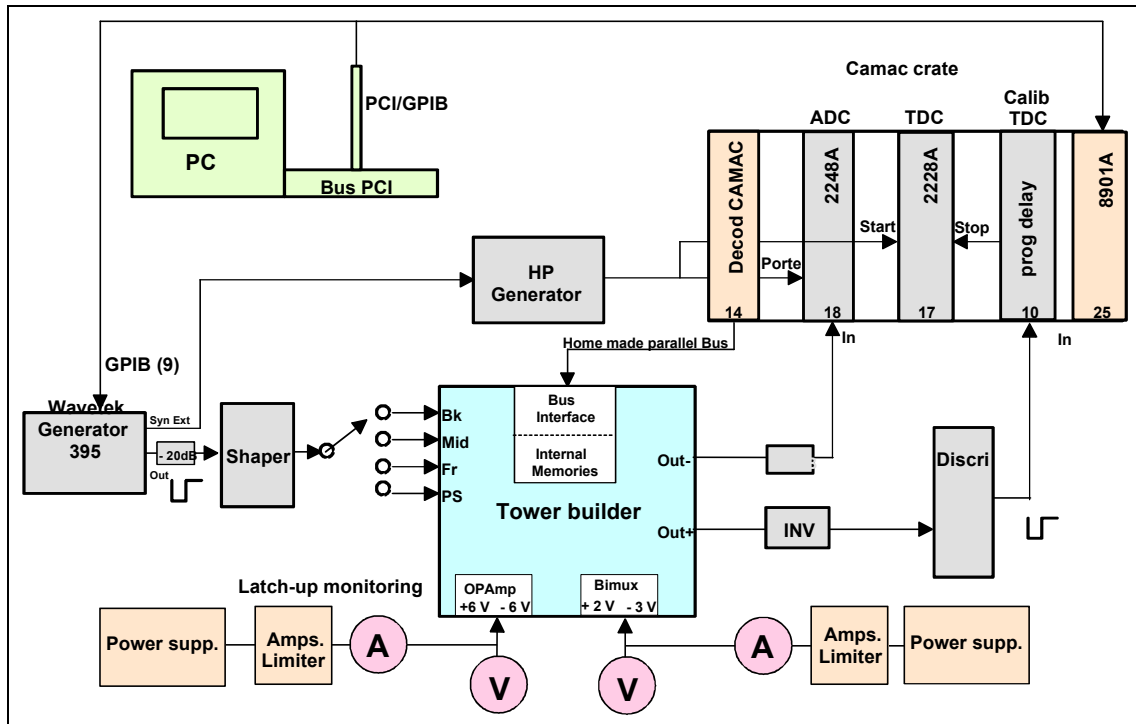 Camac crate
PCI/GPIB
PC
Bus PCI
ADC
TDC
Calib
TDC
Decod CAMAC
2248A
2228A
prog delay
8901A
Start
Stop
Porte
14
18
17
10
25
HP
Generator
In
In
Home made parallel Bus
GPIB (9)
Wavetek
Generator
395
Syn Ext
- 20dB
Out
Shaper
Bk
Mid
Fr
PS
Bus
Interface
Internal
Memories
Tower builder
Out-
Out+
INV
Discri
Latch-up monitoring
OPAmp
+6 V - 6 V
Bimux
+ 2 V - 3 V
Power supp.
Amps.
Limiter
A
V
V
A
Amps.
Limiter
Power supp.